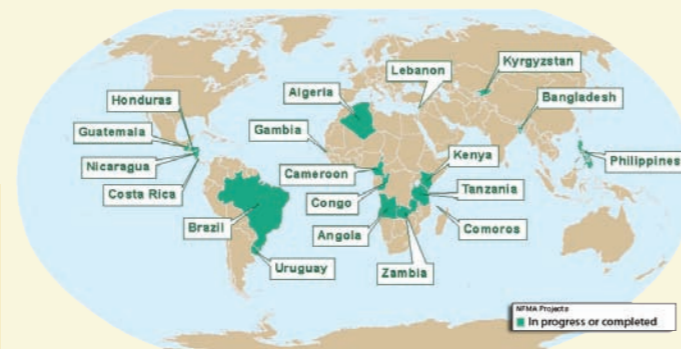 Lebanon
Kyrgyzstan
Algeria
Honduras
Bangladesh
Guatemala
Gambia
Nicaragua
Cameroon
Kenya
Philippines
Costa Rica
Congo
Tanzania
Brazil
Angola
Comoros
Uruguay
Zambia
NFMA Projects
In progress or completed